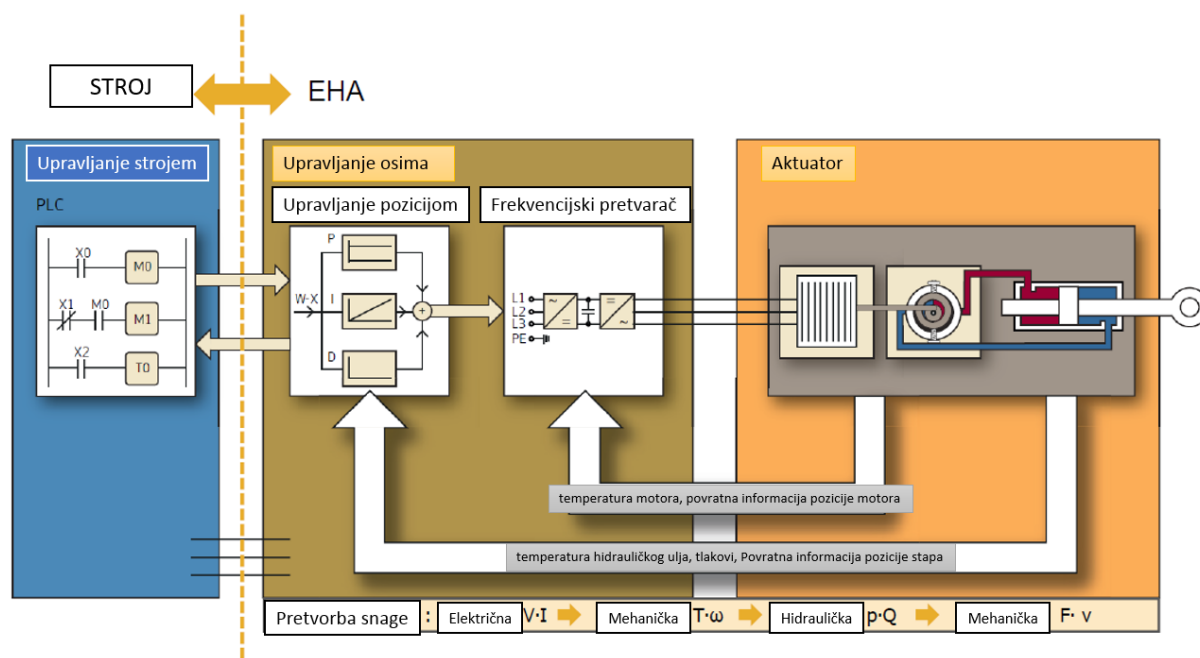 STROJ
EHA
Upravljanje strojem
Upravljanje osima
Aktuator
PLC
Upravljanje pozicijom
Frekvencijski pretvarač
X0
M0
X1
M0
M1
X2
T0
P
W-X
I
+
D
L1
L2
L3
PE
~
=
=
~
temperatura motora, povratna informacija pozicije motora
temperatura hidrauličkog ulja, tlakovi, Povratna informacija pozicije stapa
Pretvorba snage : Električna V·I Mehanička T·ω Hidraulička p·Q Mehanička F· v